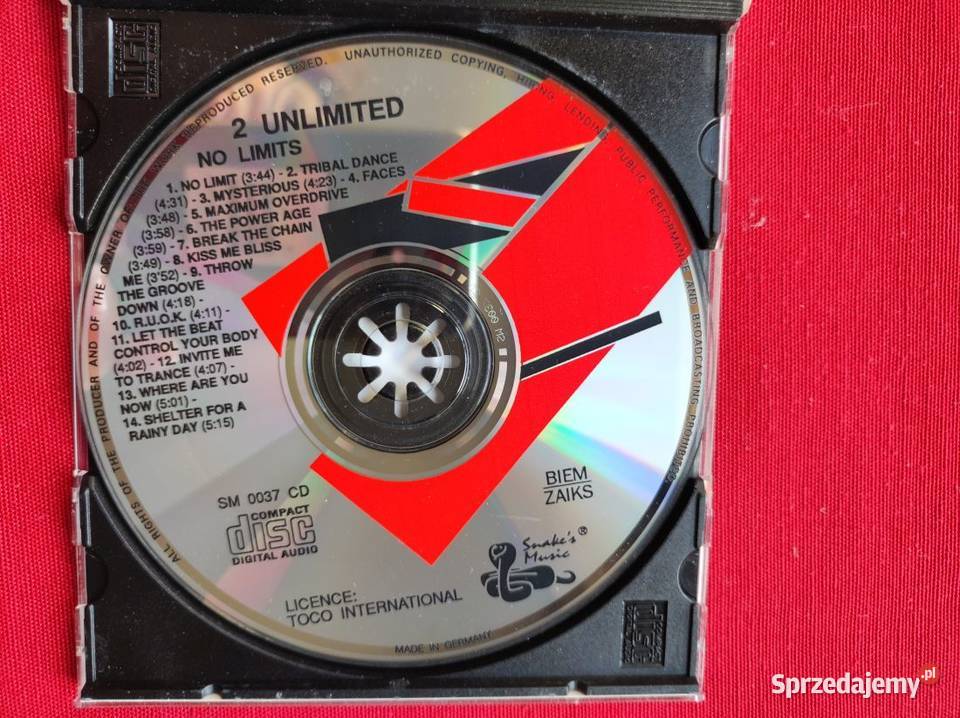 ALL RIGHTS OF THE PRODUCER AND OF THE OWNER OF THE WORK REPRODUCED RESERVED. UNAUTHORIZED COPYING, HIRING, LENDING, PUBLIC PERFORMANCE AND BROADCASTING PROHIBITED.
2 UNLIMITED
NO LIMITS
1. NO LIMIT (3:44) - 2. TRIBAL DANCE
(4:31) - 3. MYSTERIOUS (4:23) - 4. FACES
(3:48) - 5. MAXIMUM OVERDRIVE
(3:58) - 6. THE POWER AGE
(3:59) - 7. BREAK THE CHAIN
(3:49) - 8. KISS ME BLISS
ME (3'52) - 9. THROW
THE GROOVE
DOWN (4:18) -
10. R.U.O.K. (4:11) -
11. LET THE BEAT
CONTROL YOUR BODY
(4:02) - 12. INVITE ME
TO TRANCE (4:07) -
13. WHERE ARE YOU
NOW (5:01) -
14. SHELTER FOR A
RAINY DAY (5:15)
SM 0037 CD
COMPACT
disc
DIGITAL AUDIO
BIEM
ZAIKS
Snake's ®
Music
LICENCE:
TOCO INTERNATIONAL
MADE IN GERMANY
disc
disc
Sprzedajemy.pl